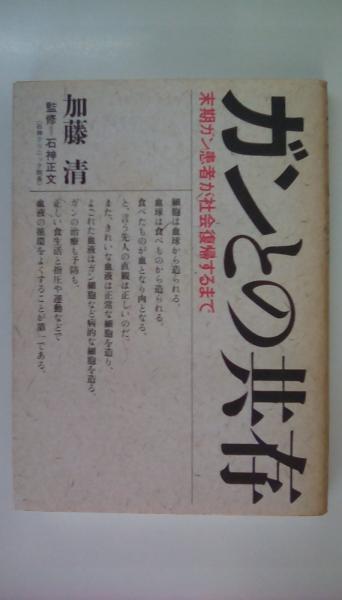 ガンとの共存
末期ガン患者が社会復帰するまで
細胞は血球から造られる。
血球は食べものから造られる。
食べたものが血となり肉となる、
と、言う先人の直観は正しいのだ。
また、きれいな血液は正常な細胞を造り、
よごれた血液はガン細胞など病的な細胞を造る。
ガンの治療も予防も、
正しい食生活と指圧や運動などで
血液の循環をよくすることが第一である。
加藤 清
監修＝石神正文